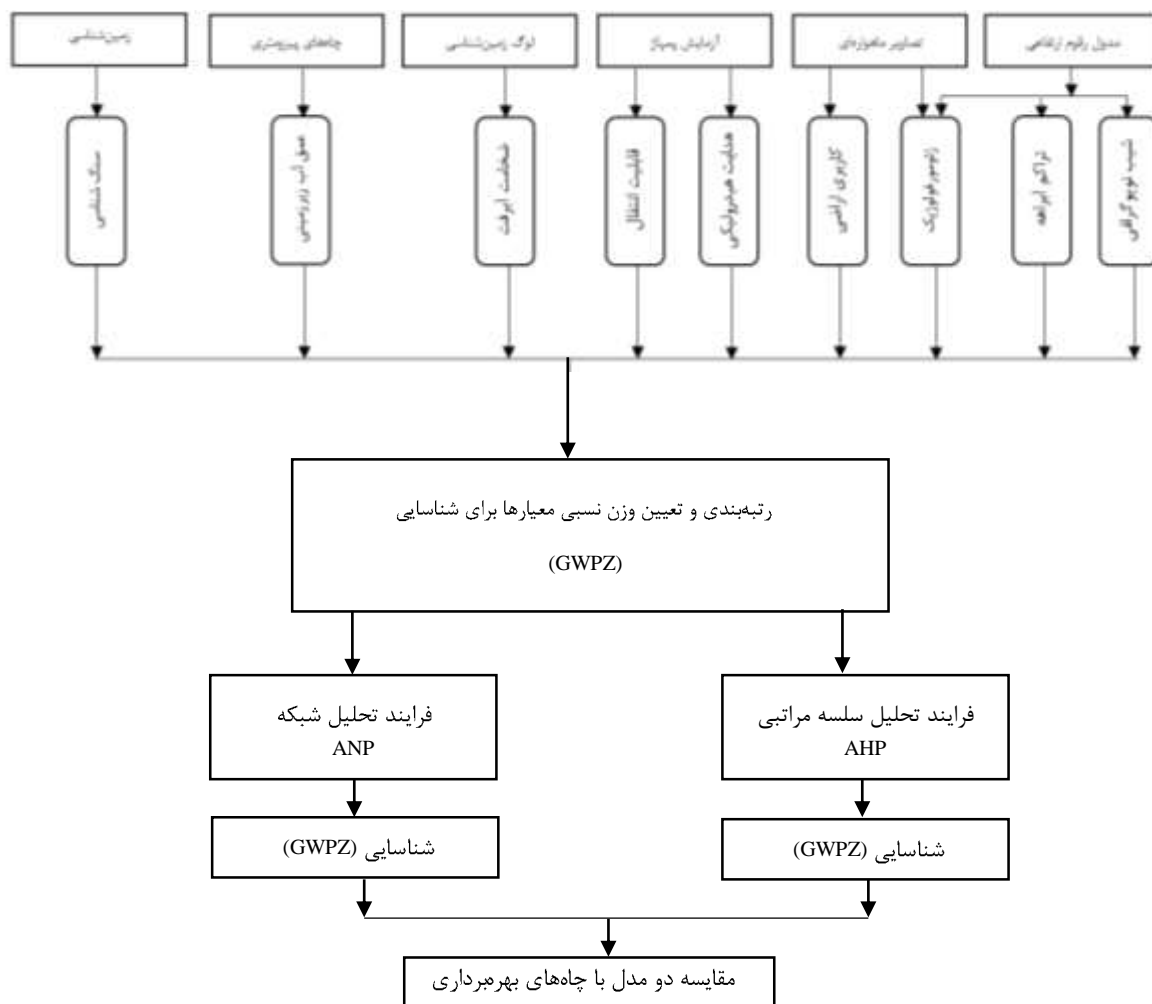 مدول رقوم ارتفاعی
تصاویر ماهواره‌ای
آزمایش پمپاژ
لوگ زمین‌شناسی
چاه‌های پیزومتری
زمین‌شناسی
شیب توپوگرافی
تراکم آبراهه
ژئومورفولوژیک
کاربری اراضی
هدایت هیدرولیکی
قابلیت انتقال
ضخامت آبرفت
عمق آب زیرزمینی
سنگ شناسی
رتبه‌بندی و تعیین وزن نسبی معیارها برای شناسایی
(GWPZ)
فرایند تحلیل سلسه مراتبی
AHP
فرایند تحلیل شبکه
ANP
شناسایی (GWPZ)
شناسایی (GWPZ)
مقایسه دو مدل با چاه‌های بهره‌برداری